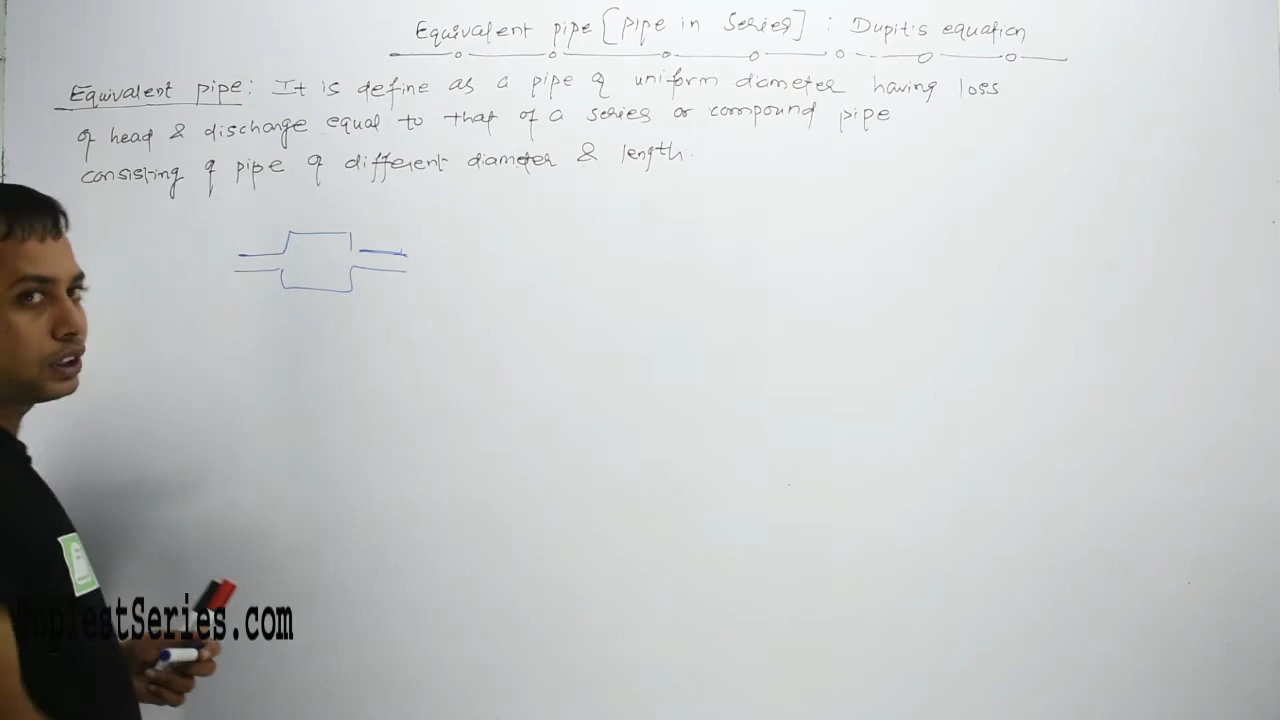 Equivalent pipe [Pipe in Series] : Dupit's equation
Equivalent pipe : It is define as a pipe of uniform diameter having loss
of head & discharge equal to that of a series or compound pipe
consisting of pipe of different diameter & length.
TopTestSeries.com